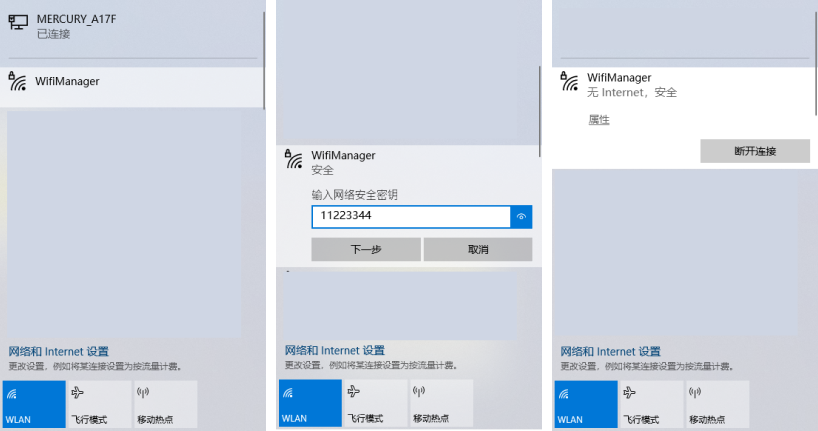 MERCURY_A17F
已连接
WifiManager
网络和 Internet 设置
更改设置，例如将某连接设置为按流量计费。
WLAN
飞行模式
移动热点
WifiManager
安全
输入网络安全密钥
11223344
下一步
取消
网络和 Internet 设置
更改设置，例如将某连接设置为按流量计费。
WLAN
飞行模式
移动热点
WifiManager
无 Internet，安全
属性
断开连接
网络和 Internet 设置
更改设置，例如将某连接设置为按流量计费。
WLAN
飞行模式
移动热点